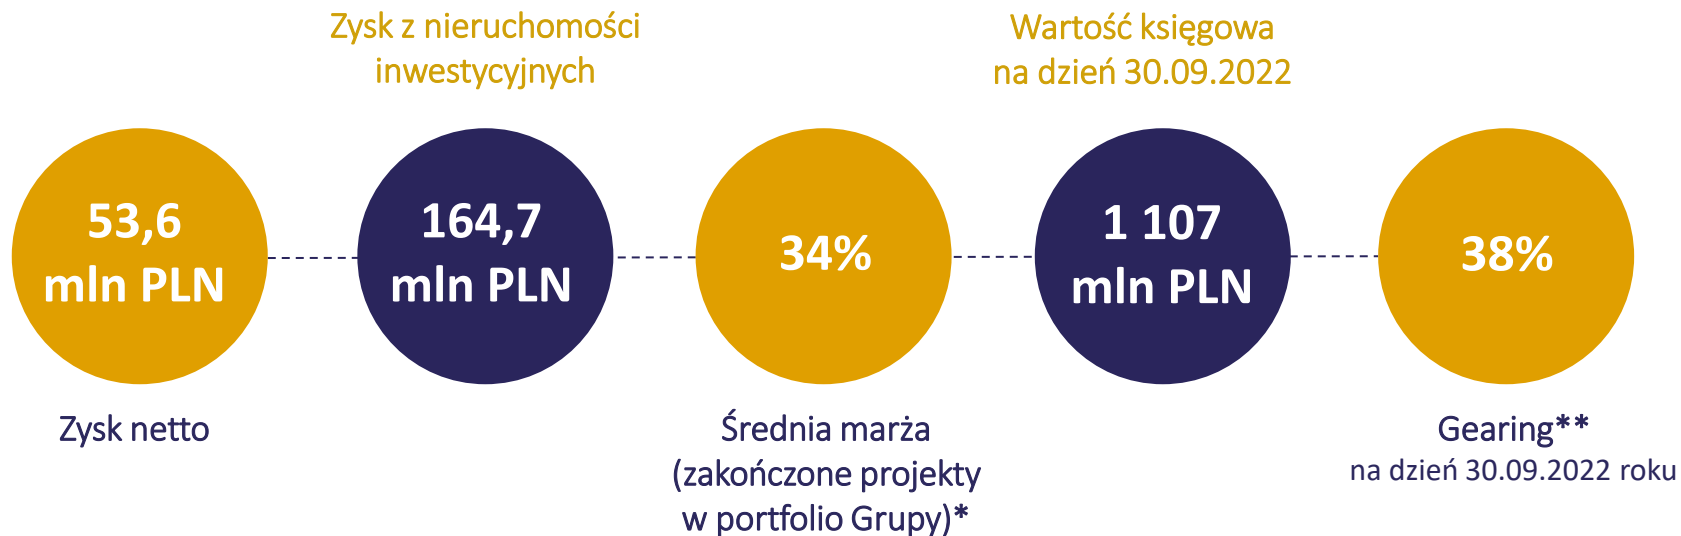 53,6
mln PLN
Zysk netto
Zysk z nieruchomości
inwestycyjnych
164,7
mln PLN
34%
Średnia marża
(zakończone projekty
w portfolio Grupy)*
Wartość księgowa
na dzień 30.09.2022
1 107
mln PLN
38%
Gearing**
na dzień 30.09.2022 roku